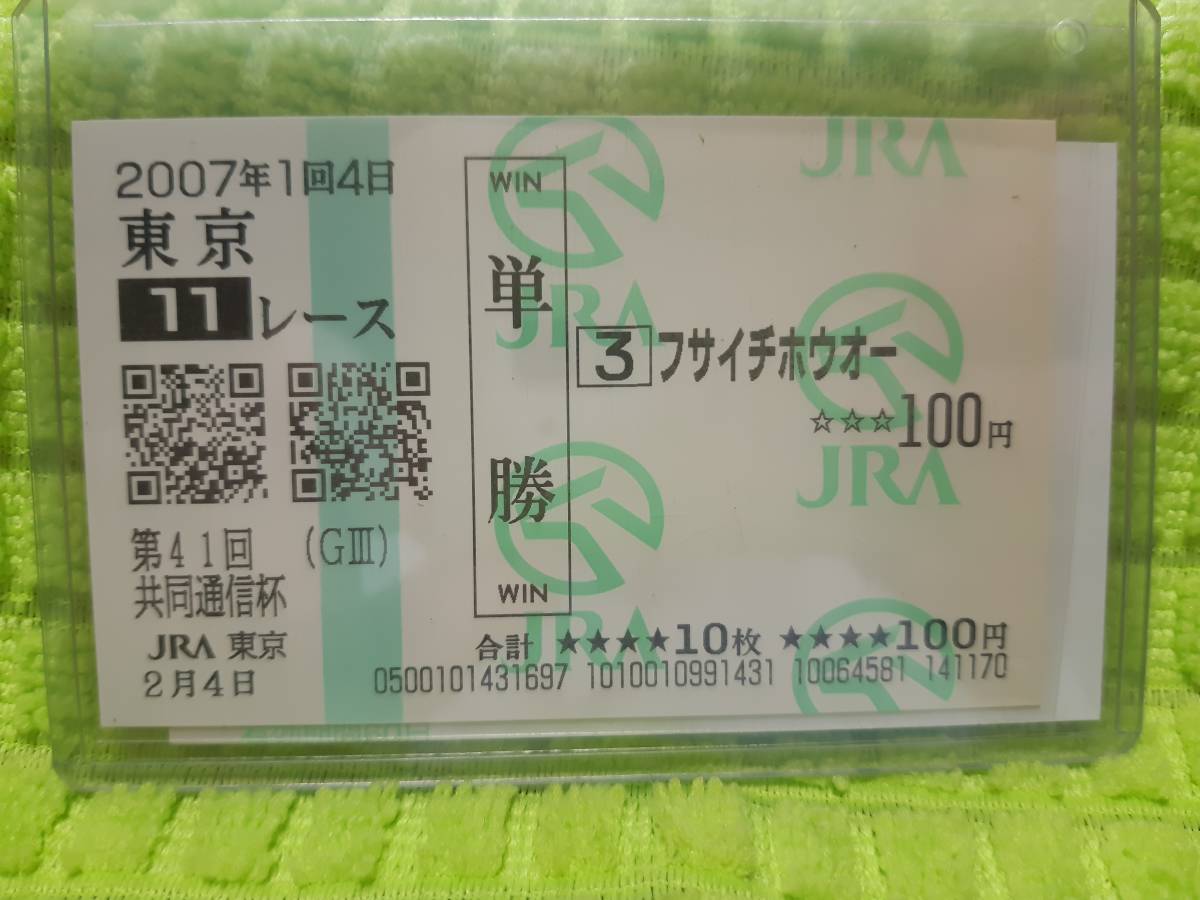 2007年1回4日
東京
11レース
第41回 (GⅢ)
共同通信杯
JRA 東京
2月4日
WIN
単勝
WIN
3 フサイチホウオー
☆☆☆100円
合計 ★★★★10枚 ★★★★100円
0500101431697 1010010991431 10064581 141170
JRA
JRA
JRA
JRA